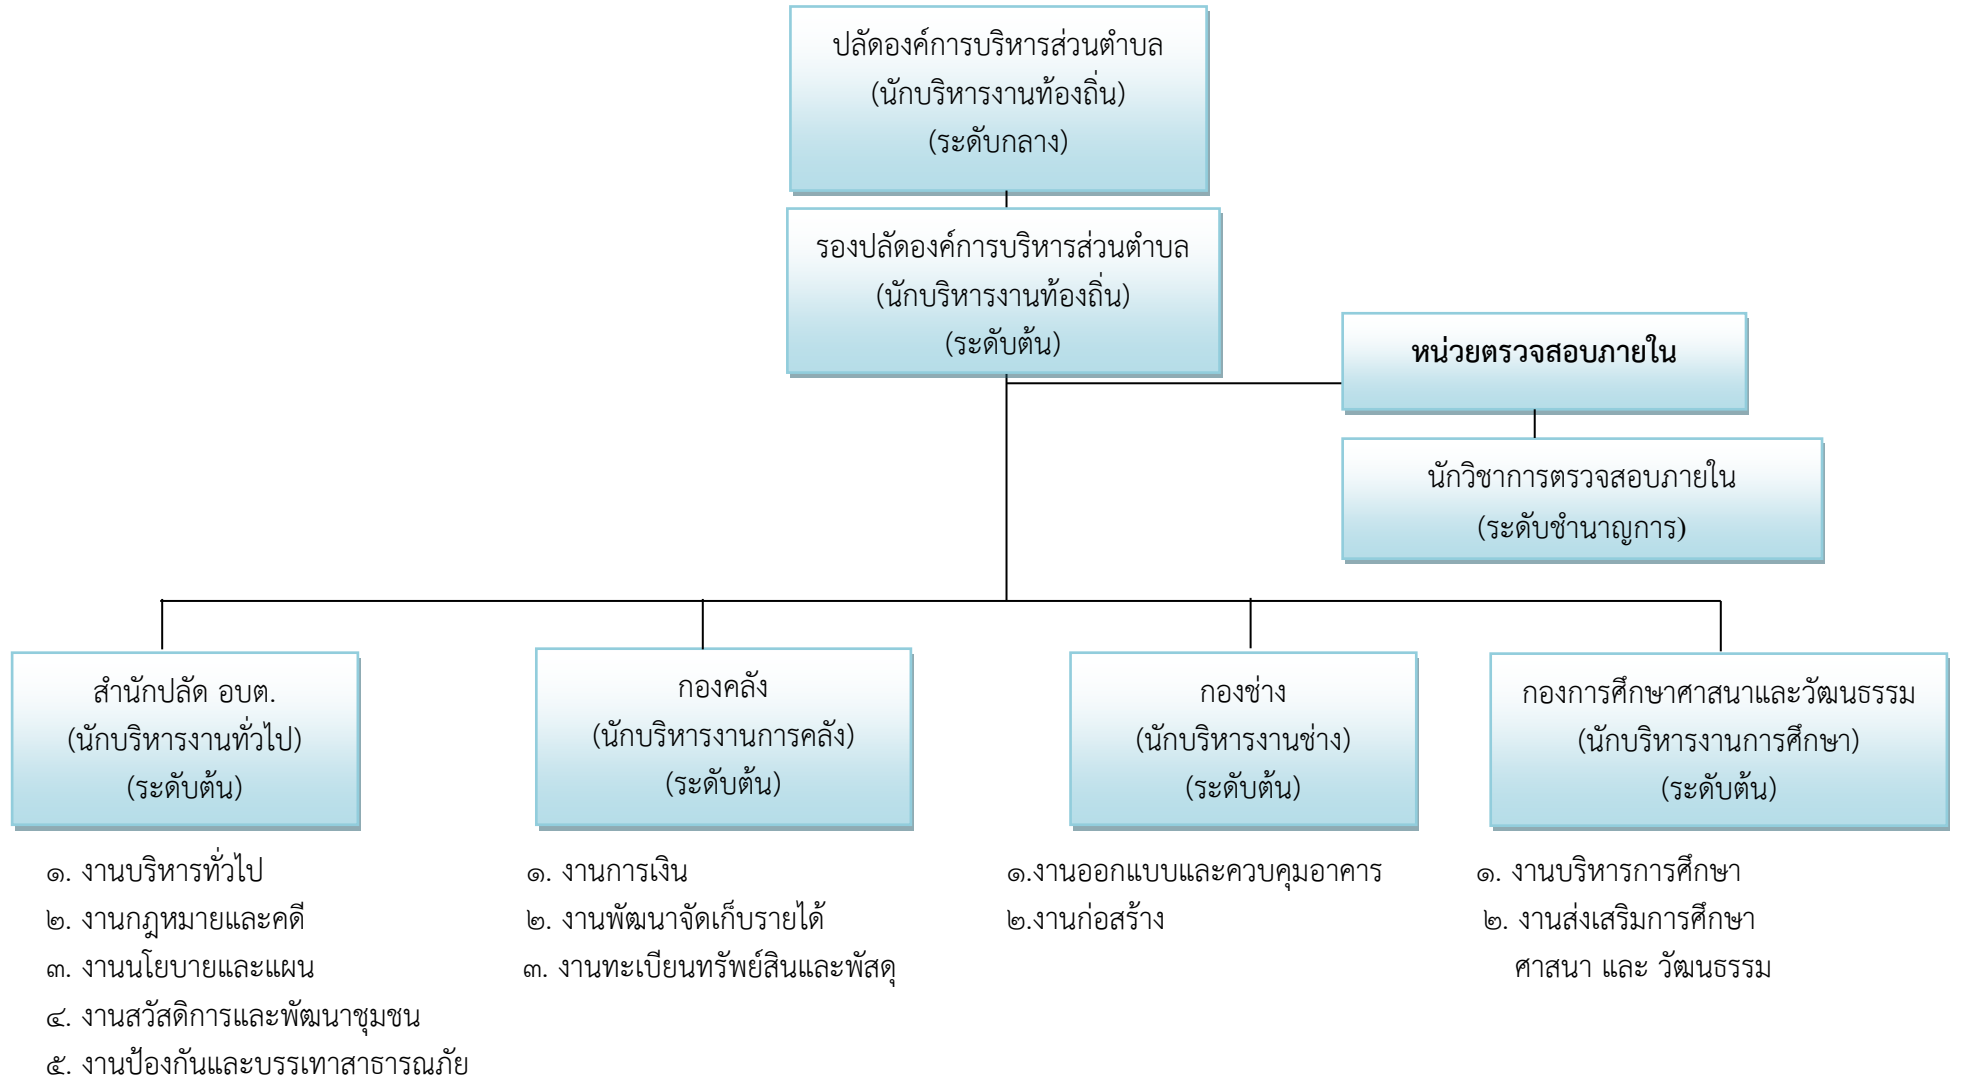 ปลัดองค์การบริหารส่วนตำบล
(นักบริหารงานท้องถิ่น)
(ระดับกลาง)
รองปลัดองค์การบริหารส่วนตำบล
(นักบริหารงานท้องถิ่น)
(ระดับต้น)
หน่วยตรวจสอบภายใน
นักวิชาการตรวจสอบภายใน
(ระดับชำนาญการ)
สำนักปลัด อบต.
(นักบริหารงานทั่วไป)
(ระดับต้น)
กองคลัง
(นักบริหารงานการคลัง)
(ระดับต้น)
กองช่าง
(นักบริหารงานช่าง)
(ระดับต้น)
กองการศึกษาศาสนาและวัฒนธรรม
(นักบริหารงานการศึกษา)
(ระดับต้น)
๑. งานบริหารทั่วไป
๒. งานกฎหมายและคดี
๓. งานนโยบายและแผน
๔. งานสวัสดิการและพัฒนาชุมชน
๕. งานป้องกันและบรรเทาสาธารณภัย
๑. งานการเงิน
๒. งานพัฒนาจัดเก็บรายได้
๓. งานทะเบียนทรัพย์สินและพัสดุ
๑.งานออกแบบและควบคุมอาคาร
๒.งานก่อสร้าง
๑. งานบริหารการศึกษา
๒. งานส่งเสริมการศึกษา
ศาสนา และ วัฒนธรรม